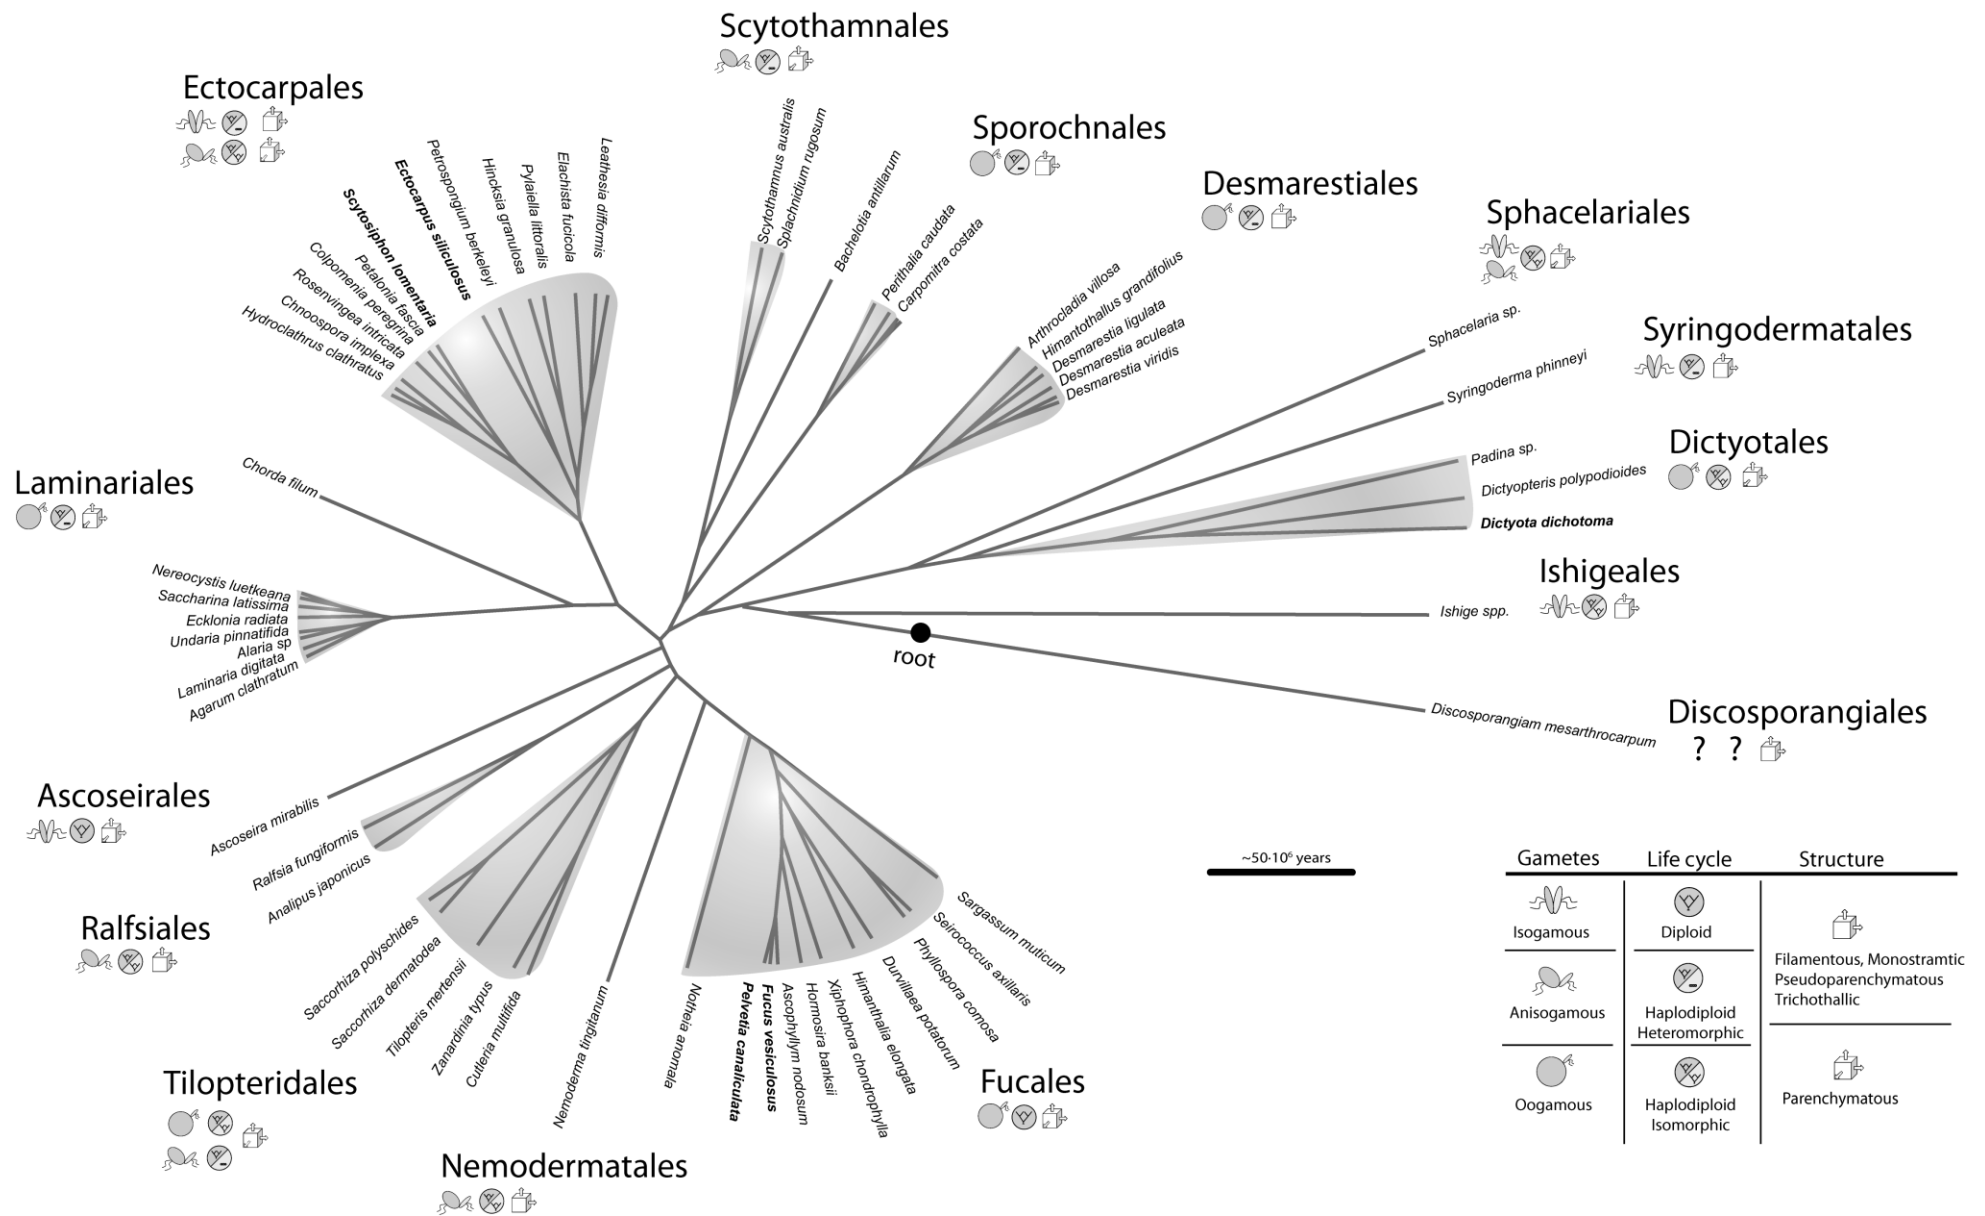 Scytothamnales
Ectocarpales
Sporochnales
Desmarestiales
Sphacelariales
Syringodermatales
Dictyotales
Ishigeales
Discosporangiales
? ?
Laminariales
Ascoseirales
Ralfsiales
Tilopteridales
Nemodermatales
Fucales
Hydroclathrus clathratus
Chnoospora implexa
Rosenvingea intricata
Colpomenia peregrina
Petalonia fascia
Scytosiphon lomentaria
Ectocarpus siliculosus
Petrospongium berkeleyi
Hincksia granulosa
Pylaiella littoralis
Elachista fucicola
Leathesia difformis
Scytothamnus australis
Splachnidium rugosum
Bachelotia antillarum
Perithalia caudata
Carpomitra costata
Arthrocladia villosa
Himantothallus grandifolius
Desmarestia ligulata
Desmarestia aculeata
Desmarestia viridis
Sphacelaria sp.
Syringoderma phinneyi
Padina sp.
Dictyopteris polypodioides
Dictyota dichotoma
Ishige spp.
root
Discosporangiam mesarthrocarpum
Chorda filum
Nereocystis luetkeana
Saccharina latissima
Ecklonia radiata
Undaria pinnatifida
Alaria sp
Laminaria digitata
Agarum clathratum
Ascoseira mirabilis
Ralfsia fungiformis
Analipus japonicus
Saccorhiza polyschides
Saccorhiza dermatodea
Tilopteris mertensii
Zanardinia typus
Cutleria multifida
Nemoderma tingitanum
Notheia anomala
Pelvetia canaliculata
Fucus vesiculosus
Ascophyllym nodosum
Hormosira banksii
Xiphophora chondrophylla
Himanthalia elongata
Durvillaea potatorum
Phyllospora comosa
Seirococcus axillaris
Sargassum muticum
~50·10⁶ years
Gametes Life cycle Structure
Isogamous
Diploid
Filamentous, Monostramtic
Pseudoparenchymatous
Trichothallic
Anisogamous
Haplodiploid
Heteromorphic
Oogamous
Haplodiploid
Isomorphic
Parenchymatous